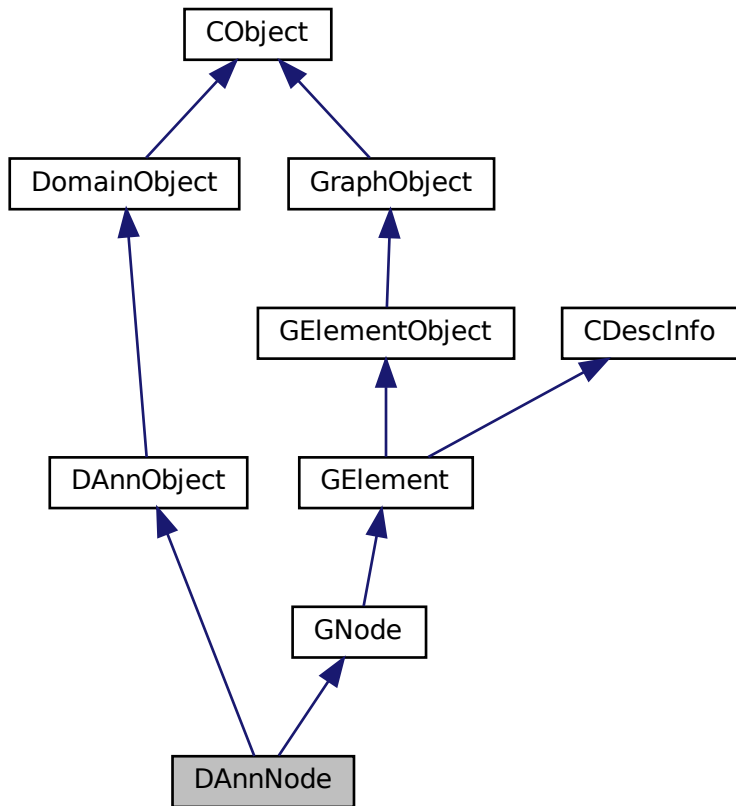 CObject
DomainObject
GraphObject
GElementObject
CDescInfo
DAnnObject
GElement
GNode
DAnnNode